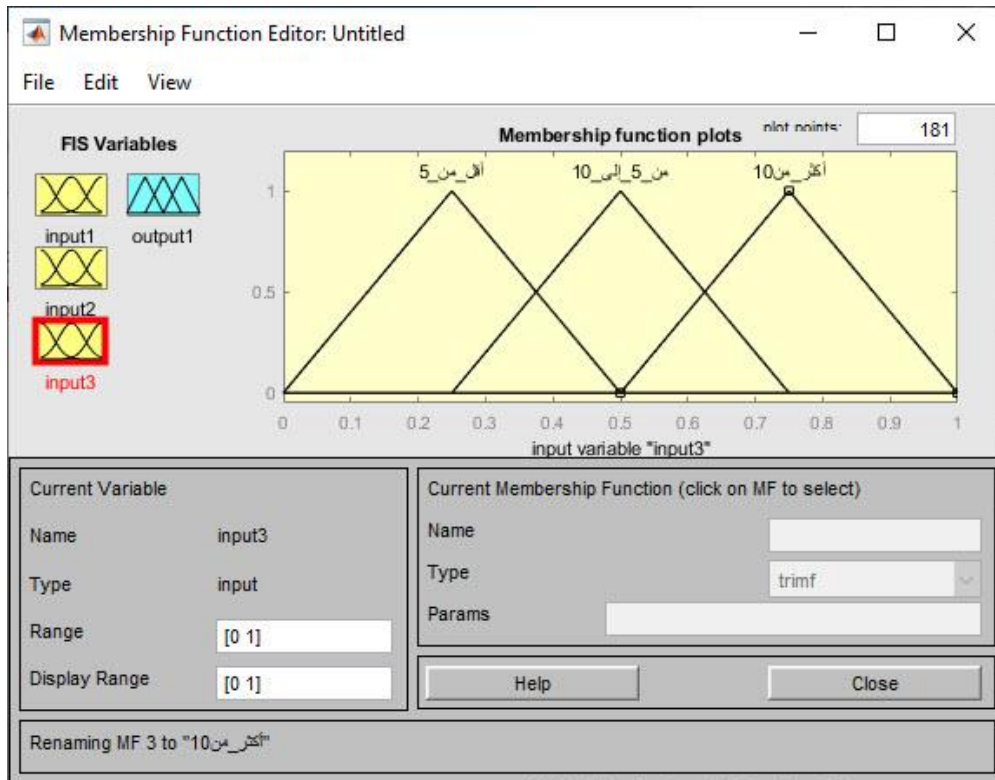 Membership Function Editor: Untitled
File Edit View
FIS Variables
Membership function plots
plot points:
181
input1
output1
input2
input3
أقل_من_5
من_5_إلى_10
أكثر_من10
1
0.5
0
0 0.1 0.2 0.3 0.4 0.5 0.6 0.7 0.8 0.9 1
input variable "input3"
Current Variable
Name input3
Type input
Range [0 1]
Display Range [0 1]
Current Membership Function (click on MF to select)
Name
Type trimf
Params
Help
Close
Renaming MF 3 to "أكثر_من10"